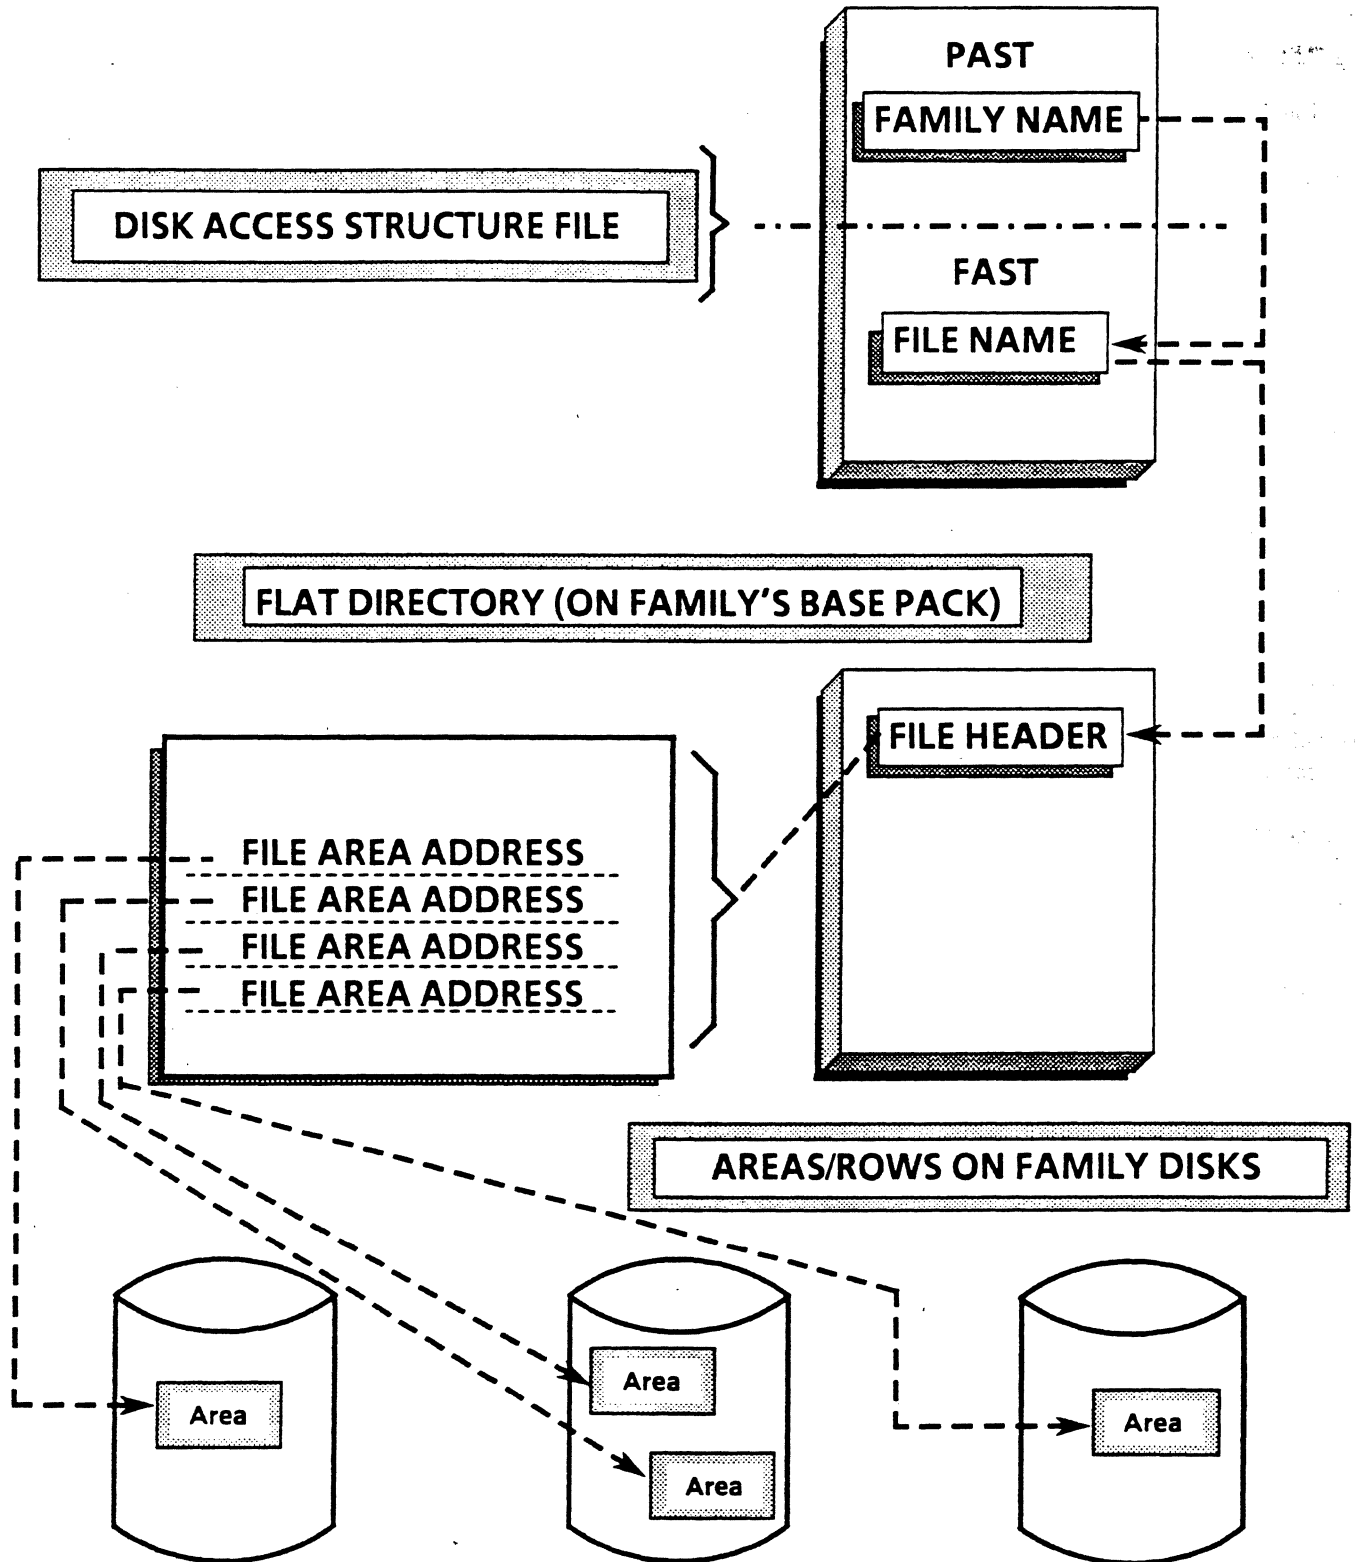 PAST
FAMILY NAME
DISK ACCESS STRUCTURE FILE
FAST
FILE NAME
FLAT DIRECTORY (ON FAMILY'S BASE PACK)
FILE HEADER
FILE AREA ADDRESS
FILE AREA ADDRESS
FILE AREA ADDRESS
FILE AREA ADDRESS
AREAS/ROWS ON FAMILY DISKS
Area
Area
Area
Area